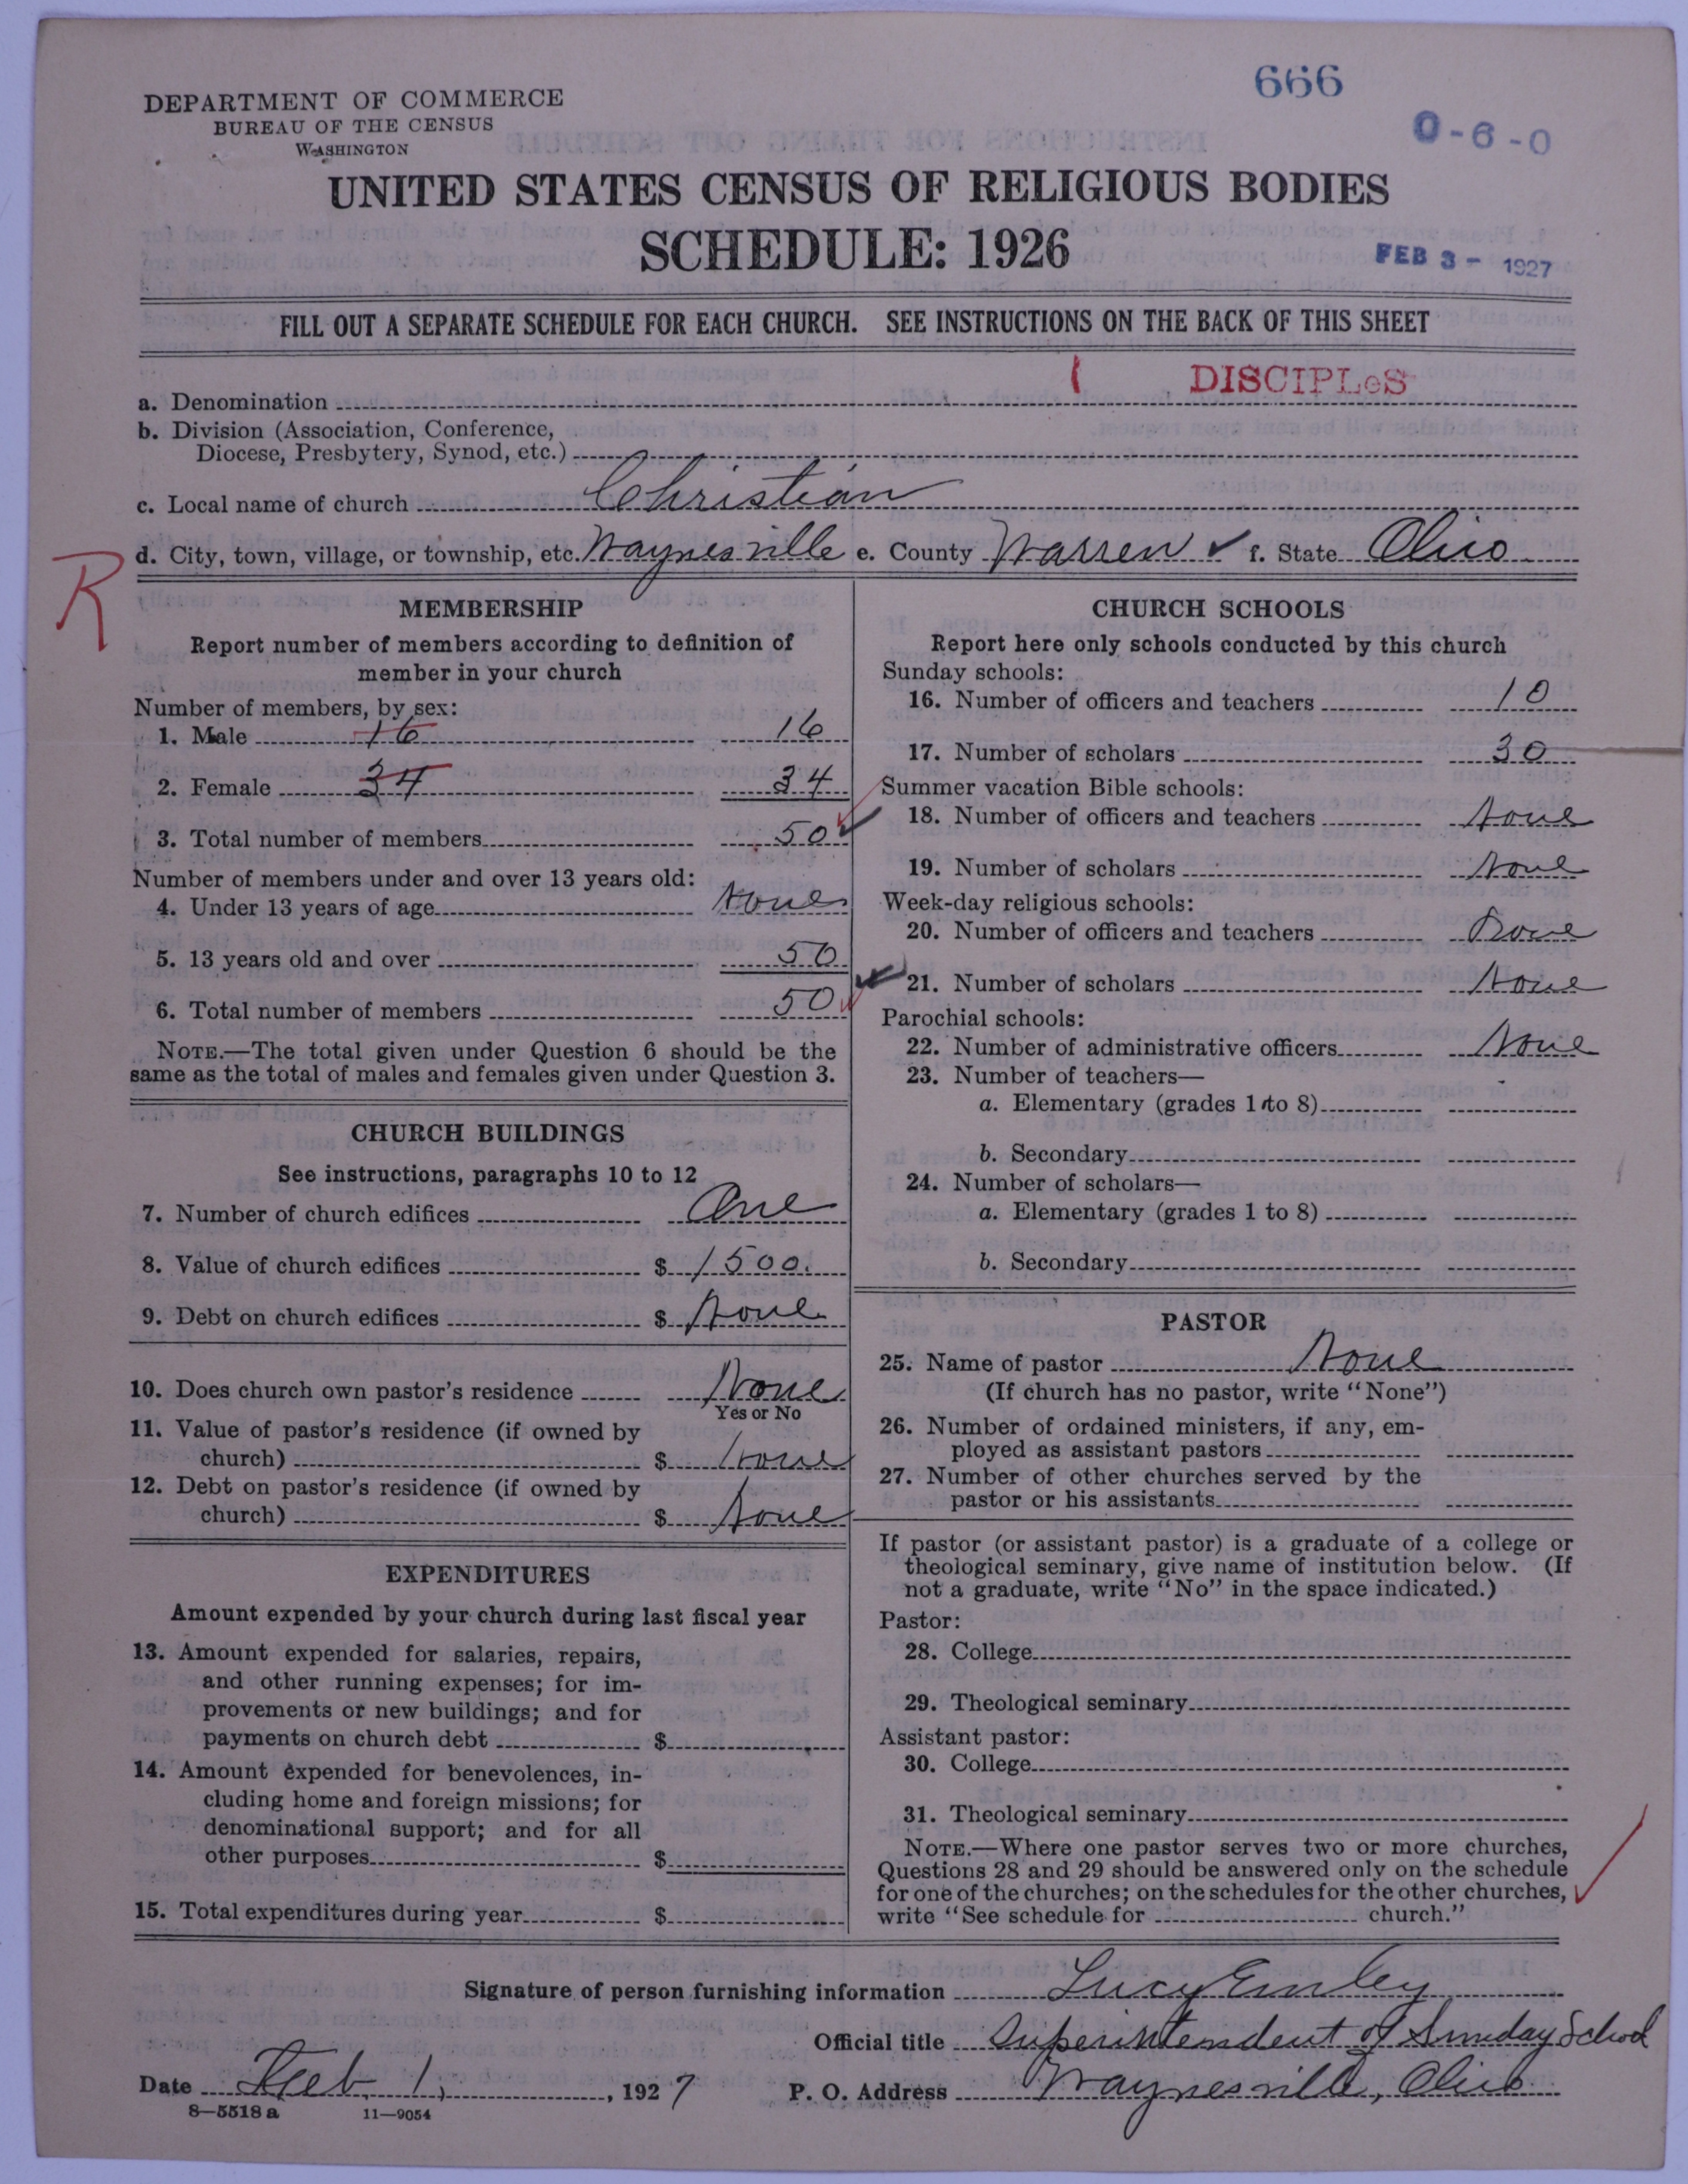 666
DEPARTMENT OF COMMERCE
BUREAU OF THE CENSUS
WASHINGTON
0-6-0
UNITED STATES CENSUS OF RELIGIOUS BODIES
SCHEDULE: 1926
FEB 3 - 1927
FILL OUT A SEPARATE SCHEDULE FOR EACH CHURCH. SEE INSTRUCTIONS ON THE BACK OF THIS SHEET
a. Denomination DISCIPLeS
b. Division (Association, Conference,
Diocese, Presbytery, Synod, etc.)
c. Local name of church Christian
d. City, town, village, or township, etc. Waynesville e. County Warren ✓ f. State Ohio
R
MEMBERSHIP
Report number of members according to definition of
member in your church
Number of members, by sex:
1. Male 16 16
2. Female 34 34
3. Total number of members 50 ✓
Number of members under and over 13 years old:
4. Under 13 years of age None
5. 13 years old and over 50
6. Total number of members 50 ✓
NOTE.—The total given under Question 6 should be the
same as the total of males and females given under Question 3.
CHURCH BUILDINGS
See instructions, paragraphs 10 to 12
7. Number of church edifices One
8. Value of church edifices $ 1500.
9. Debt on church edifices $ None
10. Does church own pastor's residence None
Yes or No
11. Value of pastor's residence (if owned by
church) $ None
12. Debt on pastor's residence (if owned by
church) $ None
EXPENDITURES
Amount expended by your church during last fiscal year
13. Amount expended for salaries, repairs,
and other running expenses; for im-
provements or new buildings; and for
payments on church debt $
14. Amount expended for benevolences, in-
cluding home and foreign missions; for
denominational support; and for all
other purposes $
15. Total expenditures during year $
CHURCH SCHOOLS
Report here only schools conducted by this church
Sunday schools:
16. Number of officers and teachers 10
17. Number of scholars 30
Summer vacation Bible schools:
18. Number of officers and teachers None
19. Number of scholars None
Week-day religious schools:
20. Number of officers and teachers None
21. Number of scholars None
Parochial schools:
22. Number of administrative officers None
23. Number of teachers—
a. Elementary (grades 1 to 8)
b. Secondary
24. Number of scholars—
a. Elementary (grades 1 to 8)
b. Secondary
PASTOR
25. Name of pastor None
(If church has no pastor, write "None")
26. Number of ordained ministers, if any, em-
ployed as assistant pastors
27. Number of other churches served by the
pastor or his assistants
If pastor (or assistant pastor) is a graduate of a college or
theological seminary, give name of institution below. (If
not a graduate, write "No" in the space indicated.)
Pastor:
28. College
29. Theological seminary
Assistant pastor:
30. College
31. Theological seminary
NOTE.—Where one pastor serves two or more churches,
Questions 28 and 29 should be answered only on the schedule
for one of the churches; on the schedules for the other churches,
write "See schedule for church."
Signature of person furnishing information Lucy Emley
Official title Superintendent of Sunday School
Date Feb. 1, 1927 P. O. Address Waynesville, Ohio
8—5518 a 11—9054